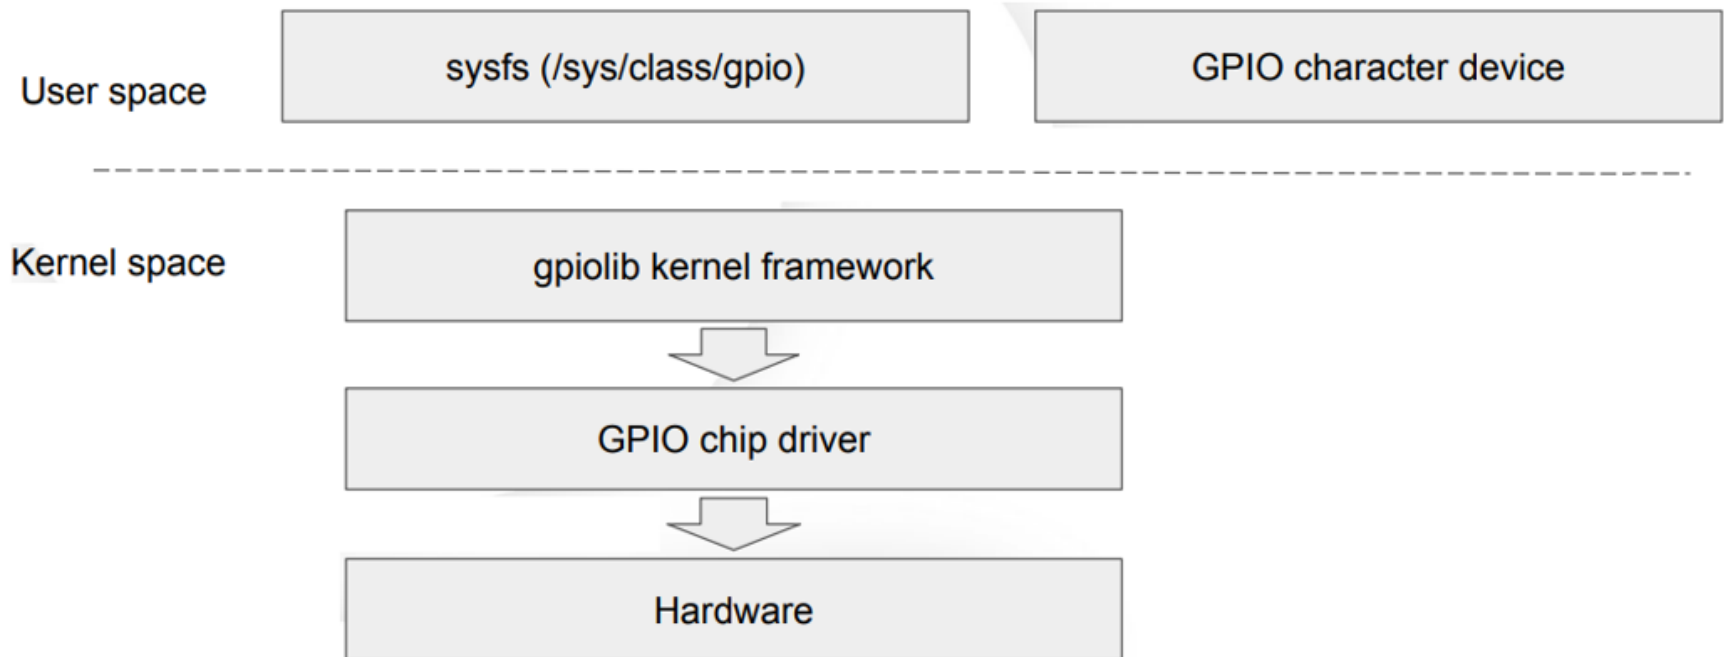 sysfs (/sys/class/gpio)
GPIO character device
User space
Kernel space
gpiolib kernel framework
GPIO chip driver
Hardware